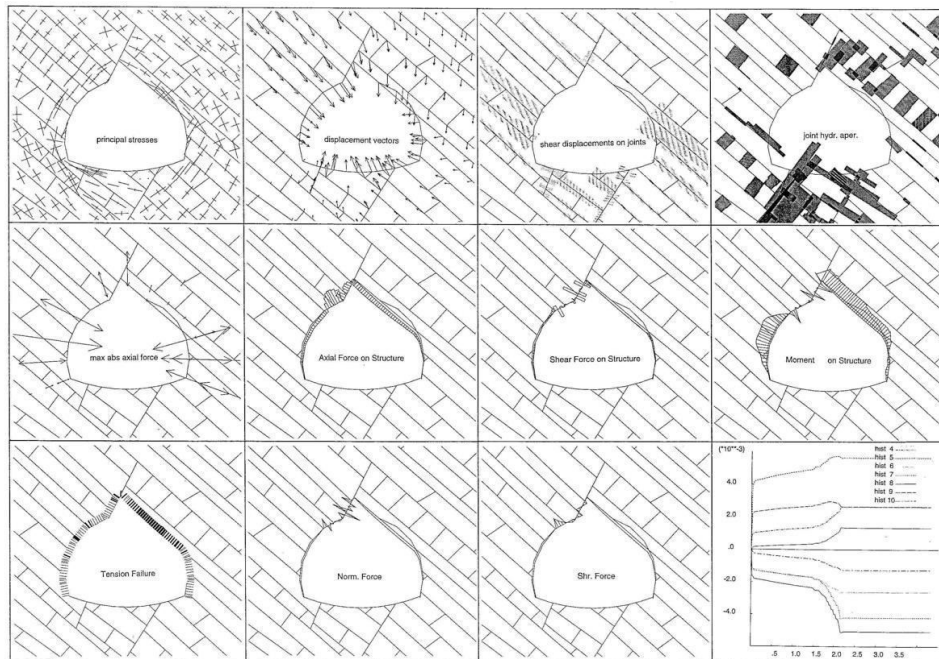 principal stresses
displacement vectors
shear displacements on joints
joint hydr. aper.
max abs axial force
Axial Force on Structure
Shear Force on Structure
Moment on Structure
Tension Failure
Norm. Force
Shr. Force
(*10**-3)
hist 4
hist 5
hist 6
hist 7
hist 8
hist 9
hist 10
4.0
2.0
.0
-2.0
-4.0
.5 1.0 1.5 2.0 2.5 3.0 3.5